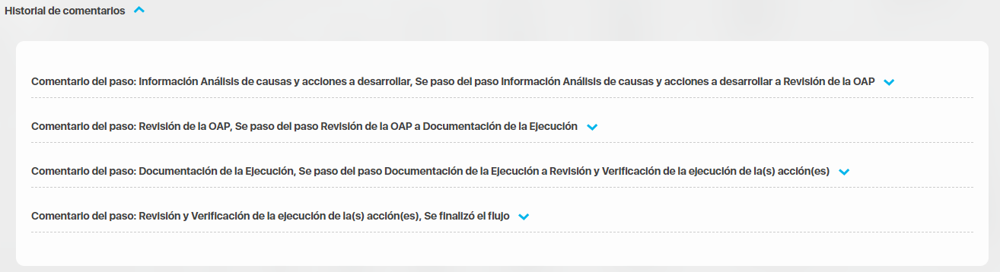 Historial de comentarios
Comentario del paso: Información Análisis de causas y acciones a desarrollar, Se paso del paso Información Análisis de causas y acciones a desarrollar a Revisión de la OAP
Comentario del paso: Revisión de la OAP, Se paso del paso Revisión de la OAP a Documentación de la Ejecución
Comentario del paso: Documentación de la Ejecución, Se paso del paso Documentación de la Ejecución a Revisión y Verificación de la ejecución de la(s) acción(es)
Comentario del paso: Revisión y Verificación de la ejecución de la(s) acción(es), Se finalizó el flujo